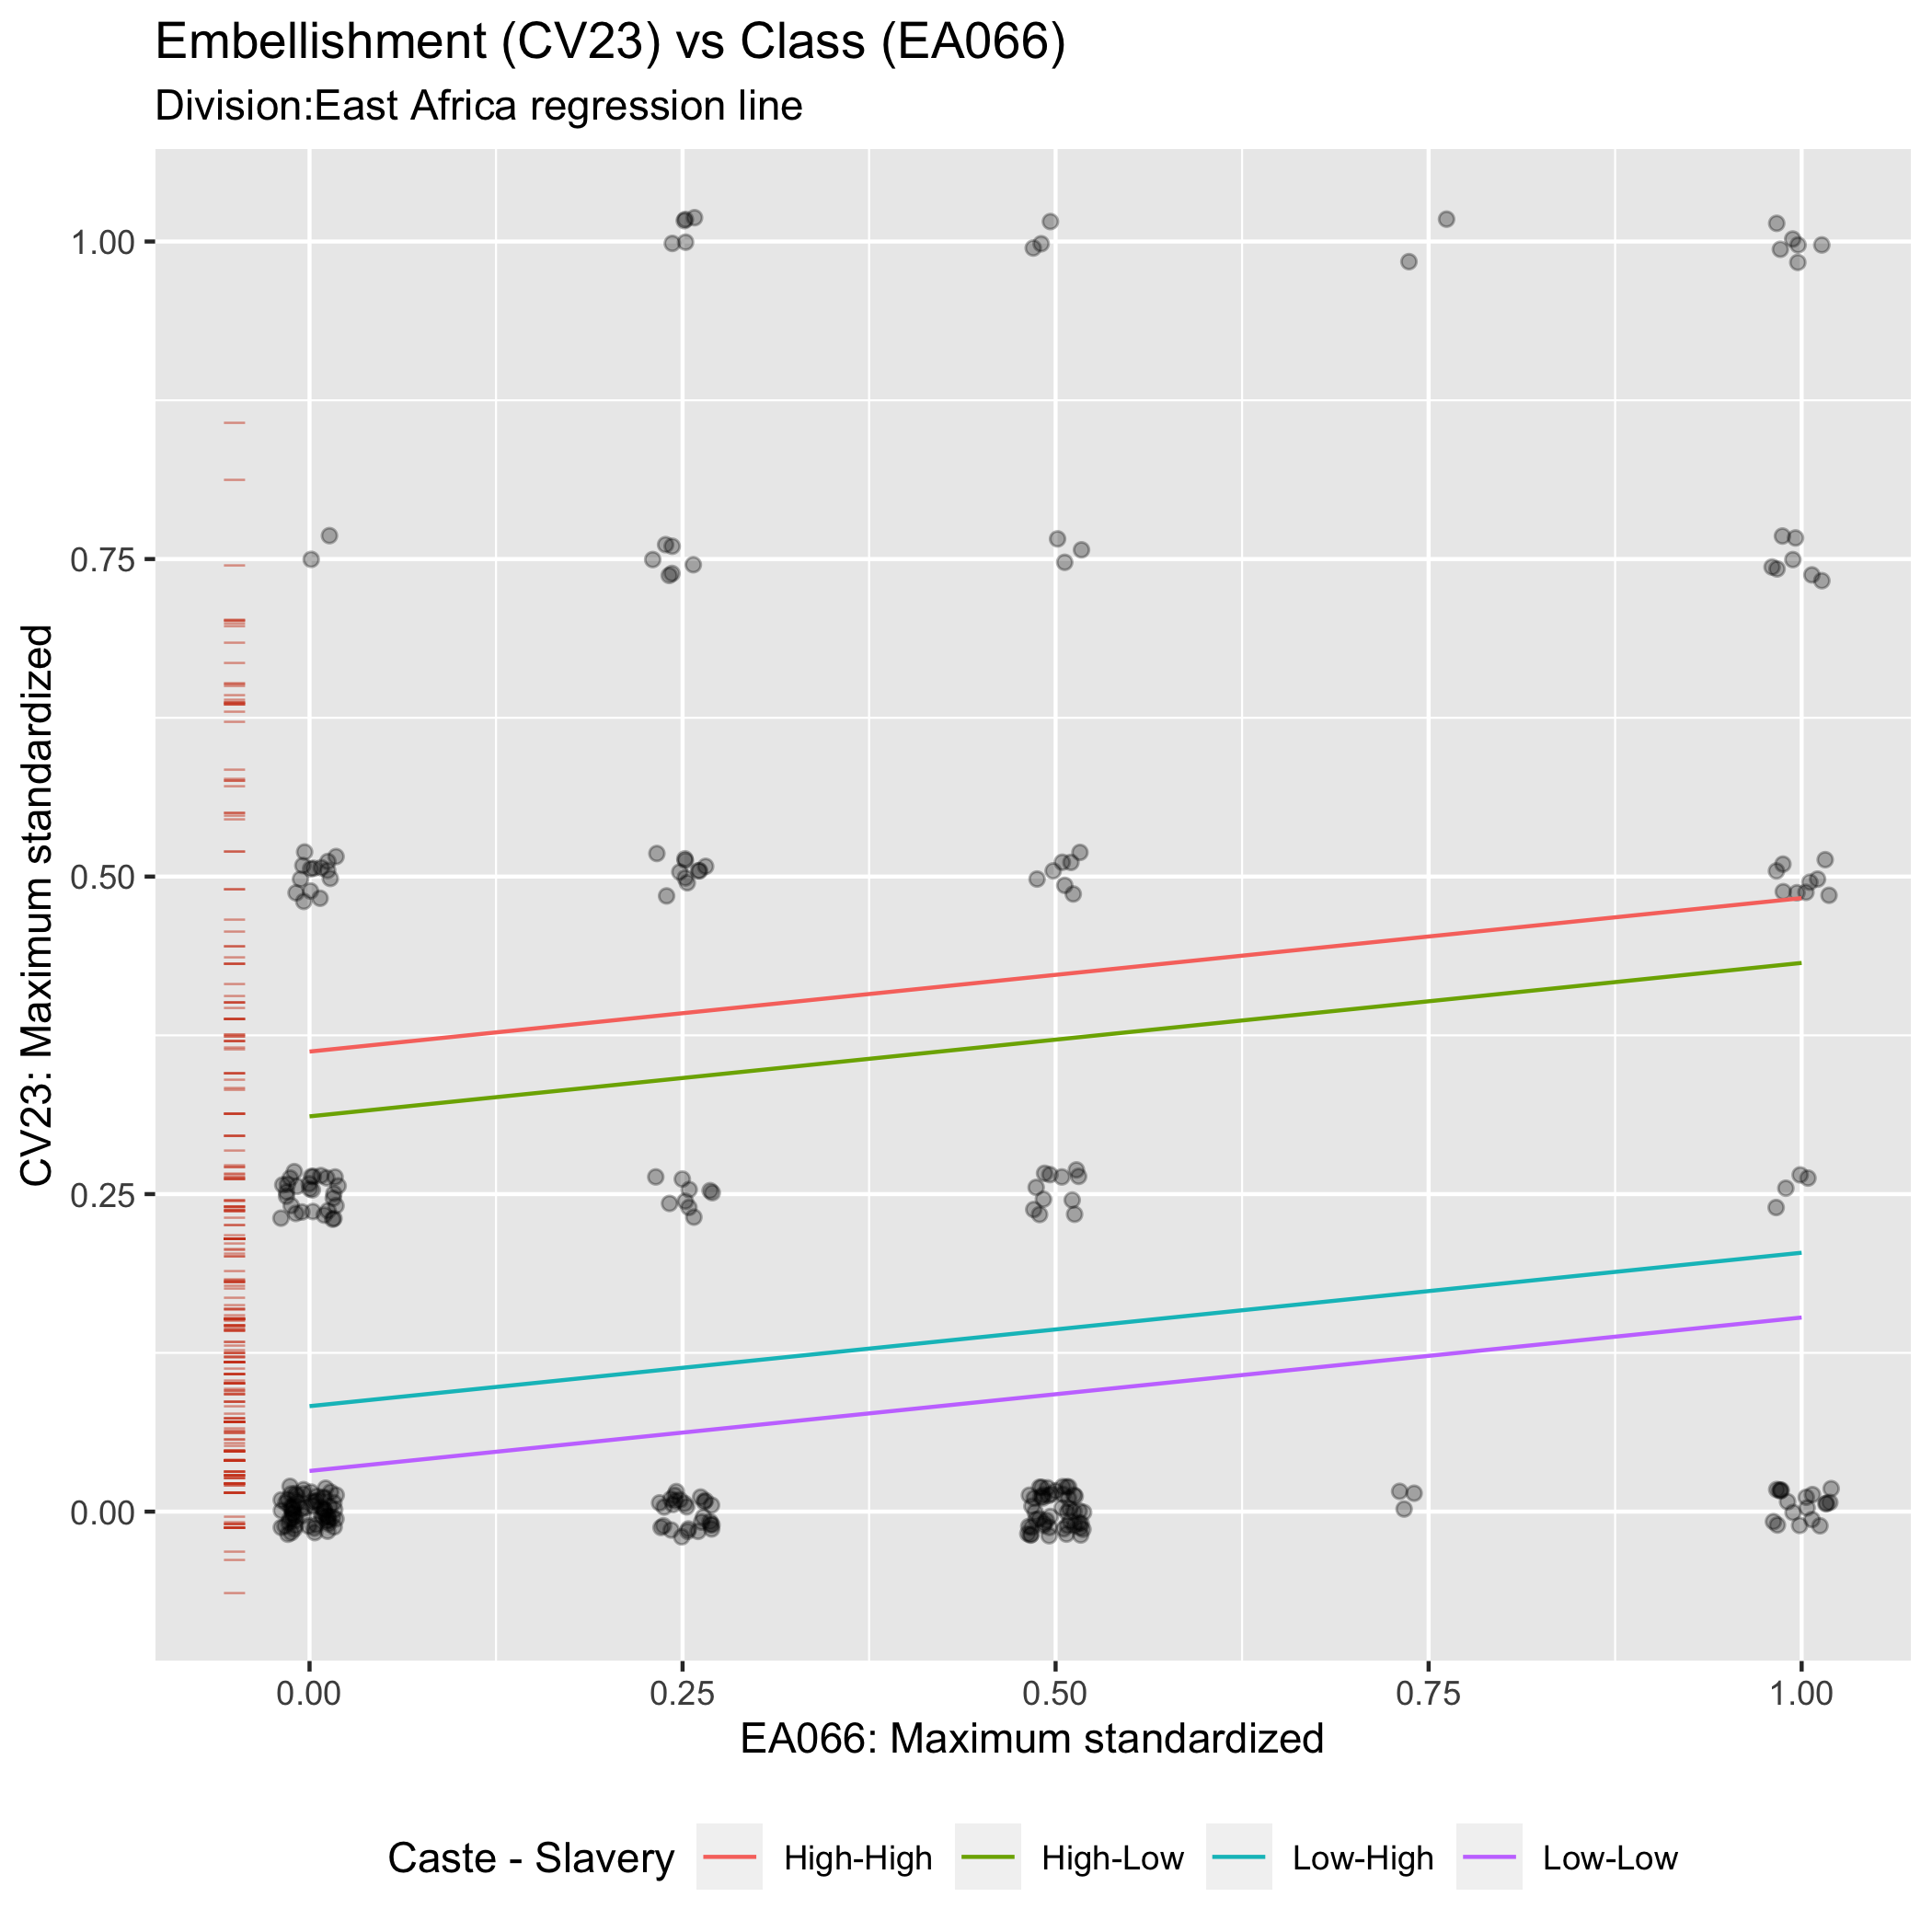 Embellishment (CV23) vs Class (EA066)
Division:East Africa regression line
CV23: Maximum standardized
1.00
0.75
0.50
0.25
0.00
0.00 0.25 0.50 0.75 1.00
EA066: Maximum standardized
Caste - Slavery High-High High-Low Low-High Low-Low